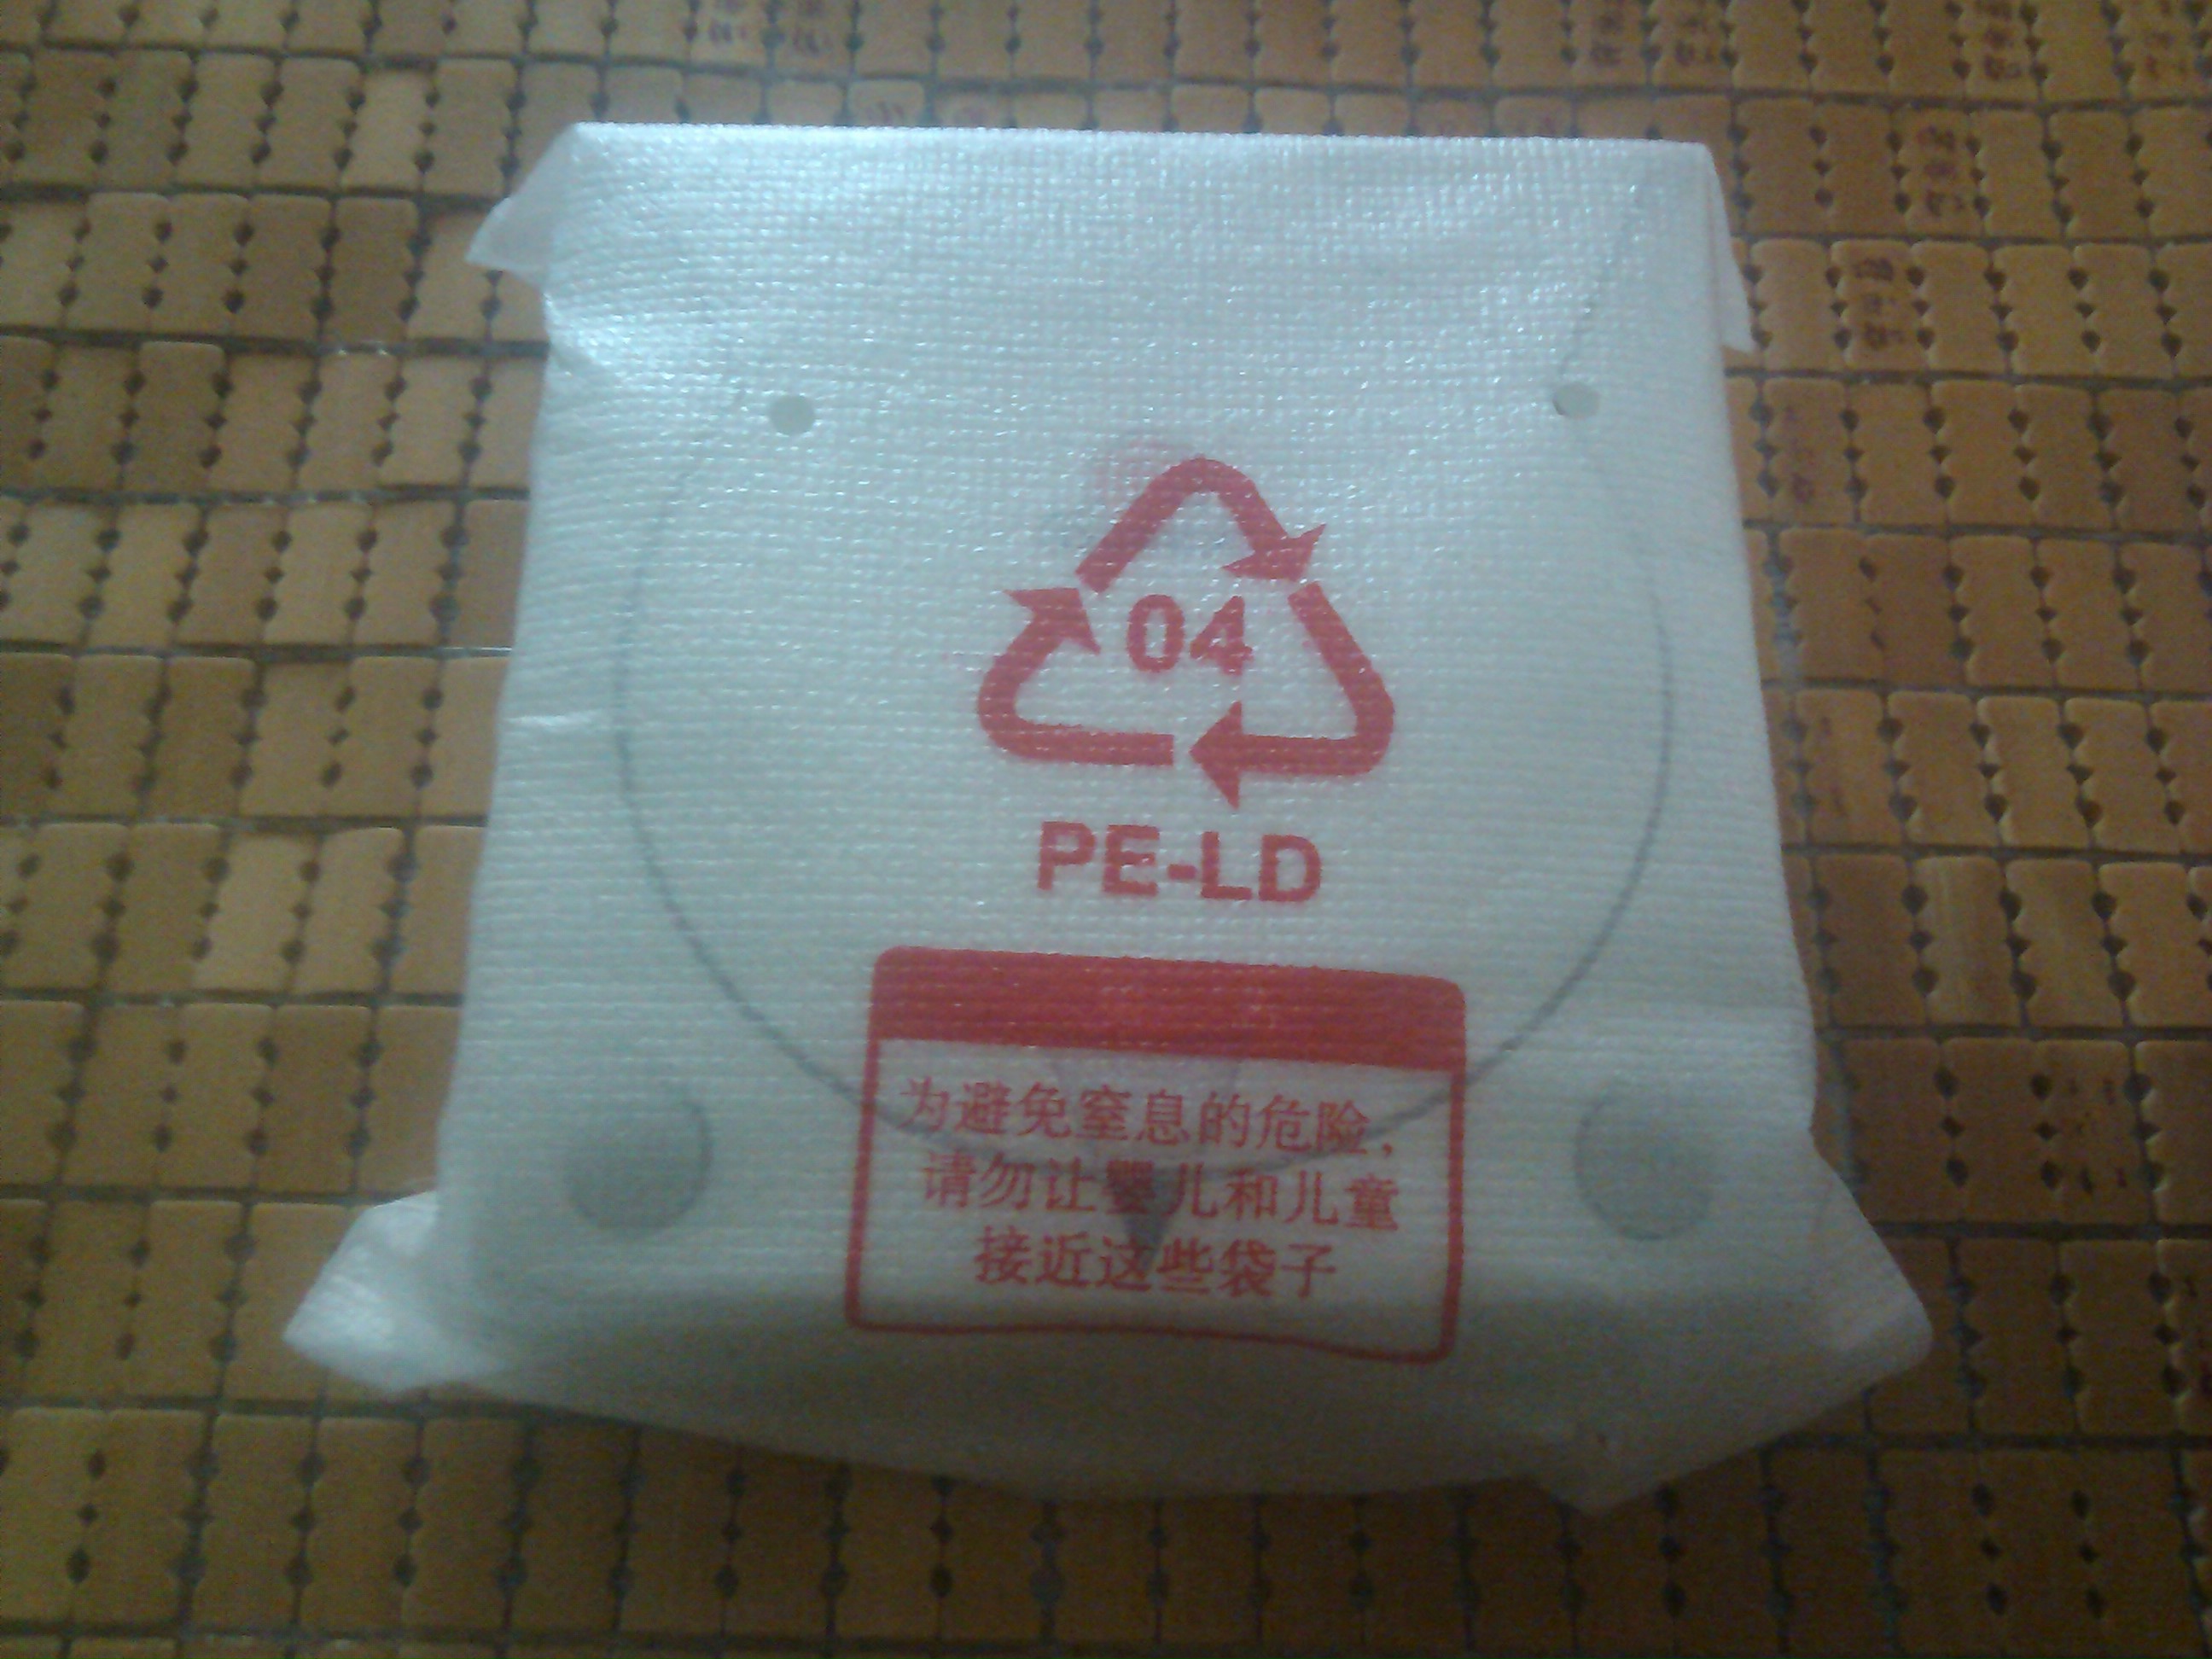 04
PE-LD
为避免窒息的危险，
请勿让婴儿和儿童
接近这些袋子